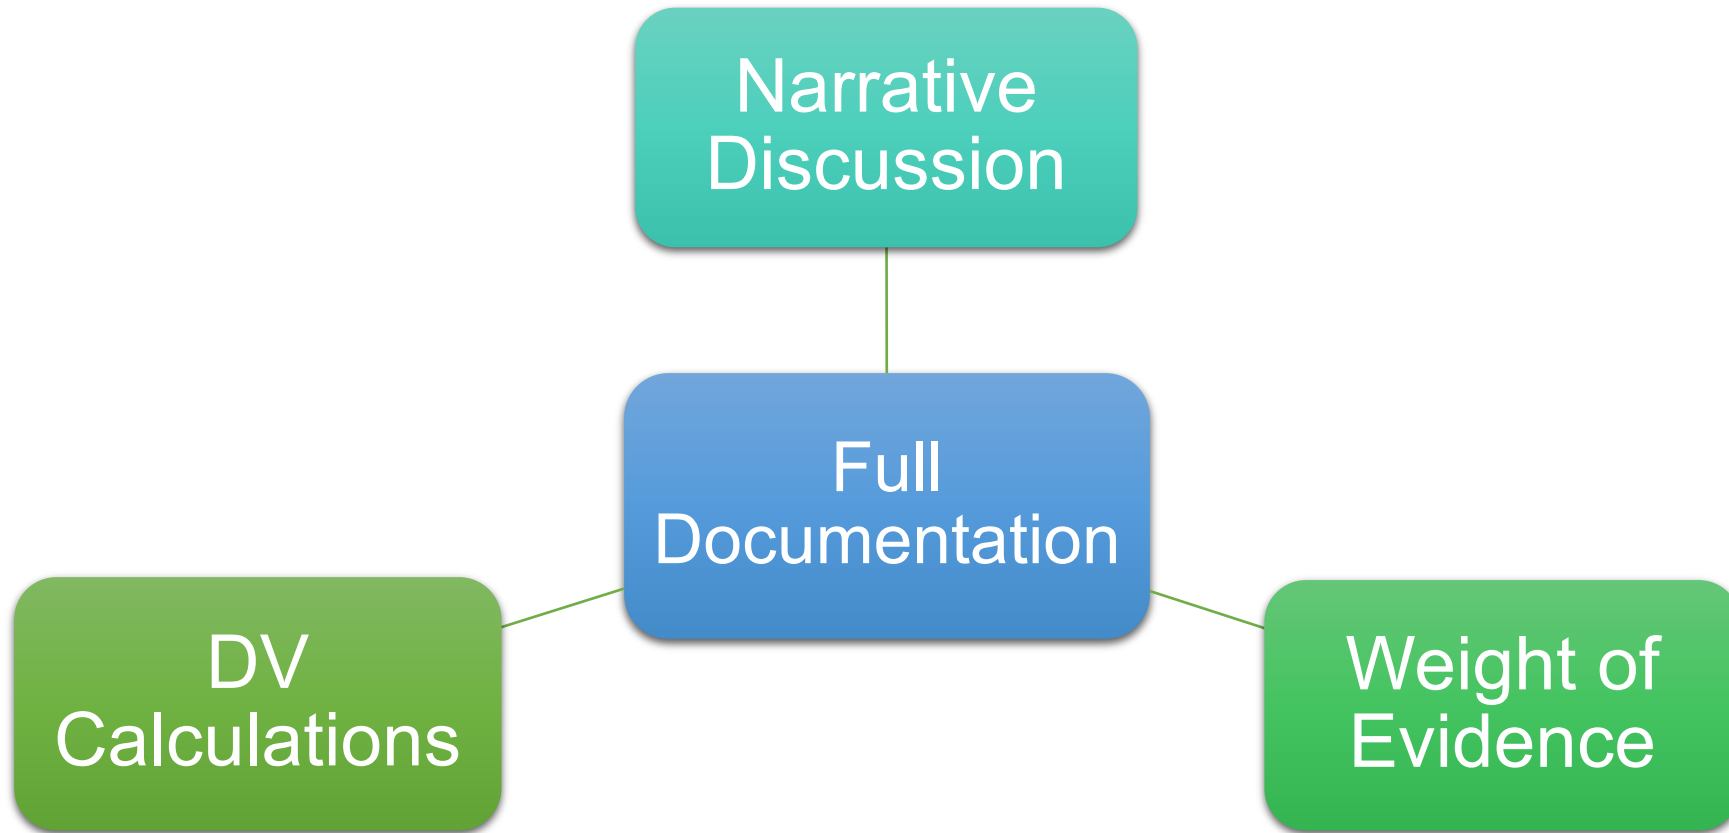 Narrative
Discussion
Full
Documentation
DV
Calculations
Weight of
Evidence